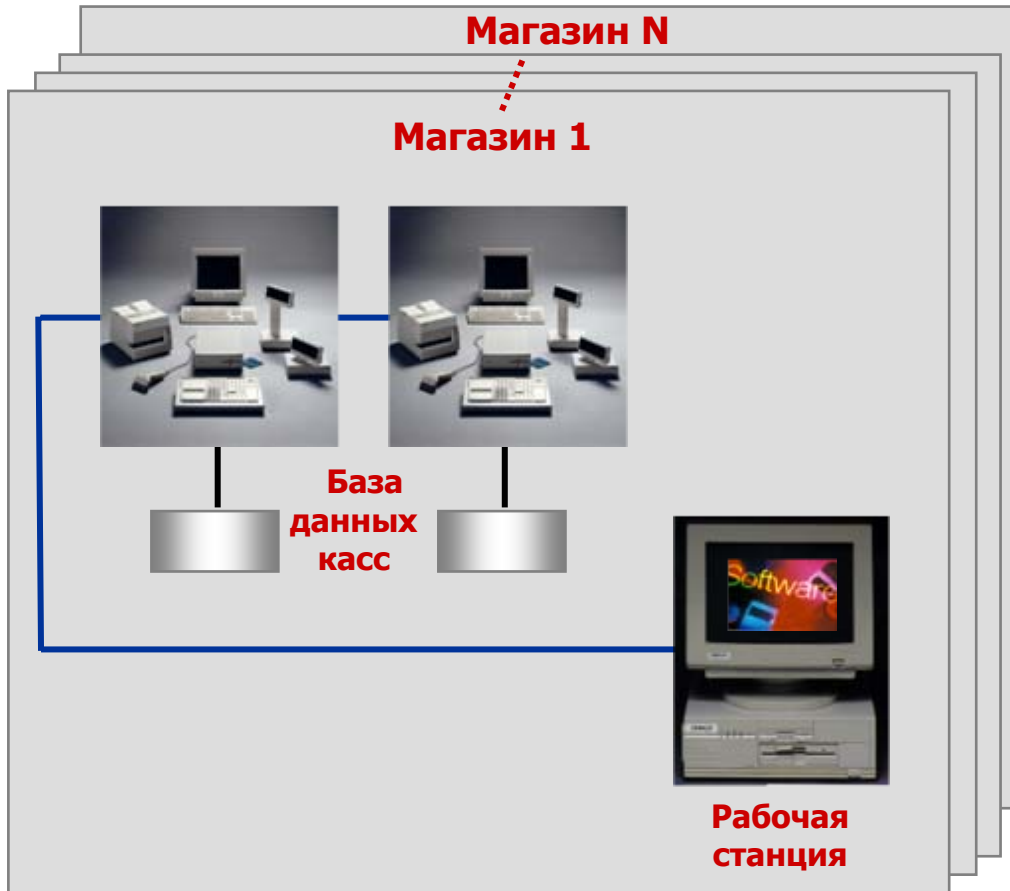 Магазин N
Магазин 1
База
данных
касс
Software
Рабочая
станция